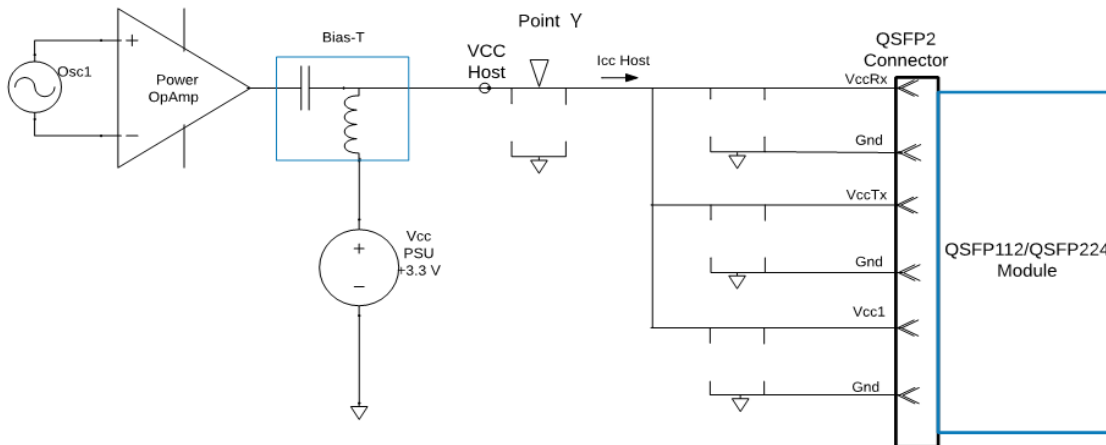 Point Y
Bias-T
QSFP2
Connector
VCC
Host
Icc Host
VccRx
Osc1
+
Power
OpAmp
−
Gnd
VccTx
Vcc
PSU
+3.3 V
+
−
Gnd
QSFP112/QSFP224
Module
Vcc1
Gnd